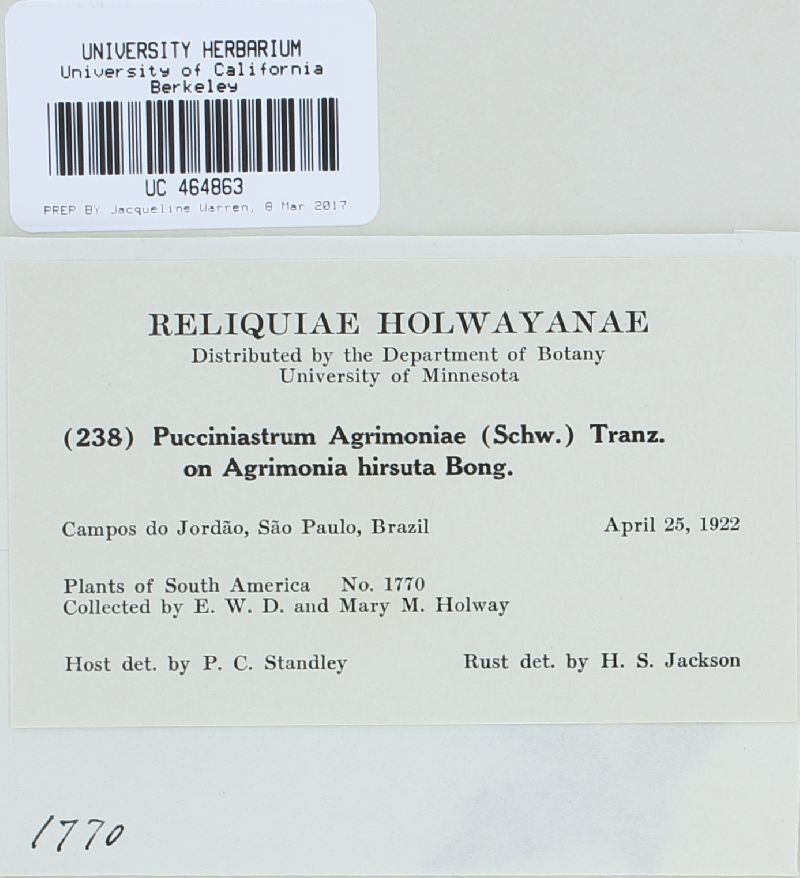 UNIVERSITY HERBARIUM
University of California
Berkeley
UC 464863
PREP BY Jacqueline Warren, 8 Mar 2017
RELIQUIAE HOLWAYANAE
Distributed by the Department of Botany
University of Minnesota
(238) Pucciniastrum Agrimoniae (Schw.) Tranz.
on Agrimonia hirsuta Bong.
Campos do Jordão, São Paulo, Brazil April 25, 1922
Plants of South America No. 1770
Collected by E. W. D. and Mary M. Holway
Host det. by P. C. Standley Rust det. by H. S. Jackson
1770